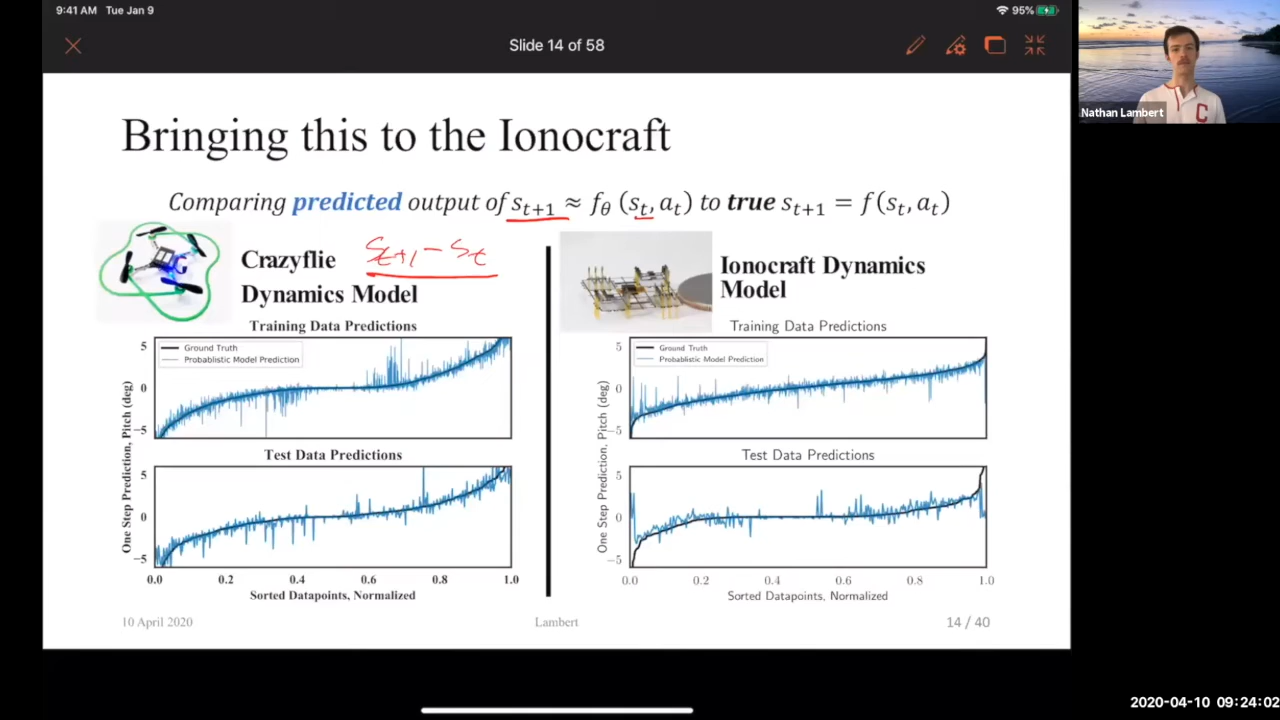 9:41 AM Tue Jan 9
95%
Slide 14 of 58
Nathan Lambert
C
Bringing this to the Ionocraft
Comparing predicted output of s_{t+1} ≈ f_θ (s_t, a_t) to true s_{t+1} = f(s_t, a_t)
Crazyflie
s_{t+1} - s_t
Dynamics Model
Ionocraft Dynamics
Model
Training Data Predictions
5
0
−5
Ground Truth
Probablistic Model Prediction
Test Data Predictions
5
0
−5
One Step Prediction, Pitch (deg)
0.0 0.2 0.4 0.6 0.8 1.0
Sorted Datapoints, Normalized
Training Data Predictions
5
0
−5
Ground Truth
Probablistic Model Prediction
Test Data Predictions
5
0
−5
One Step Prediction, Pitch (deg)
0.0 0.2 0.4 0.6 0.8 1.0
Sorted Datapoints, Normalized
10 April 2020
Lambert
14 / 40
2020-04-10 09:24:02